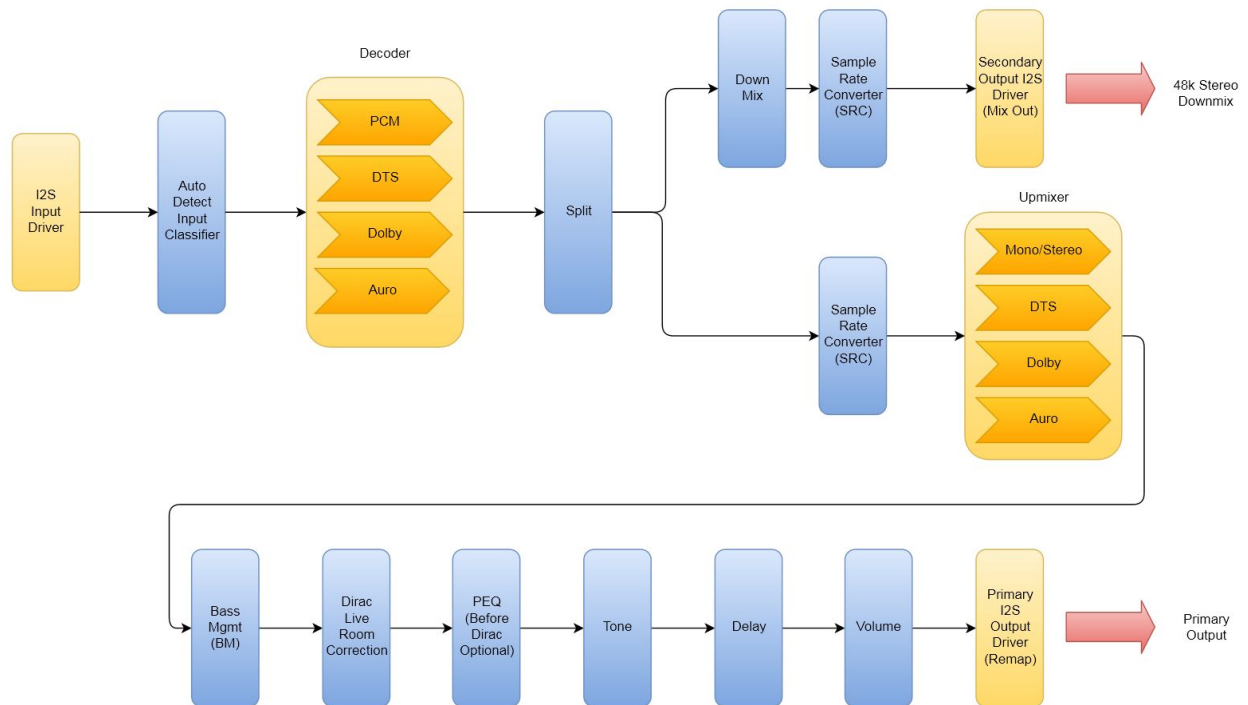 Decoder
PCM
DTS
Dolby
Auro
I2S
Input
Driver
Auto
Detect
Input
Classifier
Split
Down
Mix
Sample
Rate
Converter
(SRC)
Secondary
Output I2S
Driver
(Mix Out)
48k Stereo
Downmix
Sample
Rate
Converter
(SRC)
Upmixer
Mono/Stereo
DTS
Dolby
Auro
Bass
Mgmt
(BM)
Dirac
Live
Room
Correction
PEQ
(Before
Dirac
Optional)
Tone
Delay
Volume
Primary
I2S
Output
Driver
(Remap)
Primary
Output